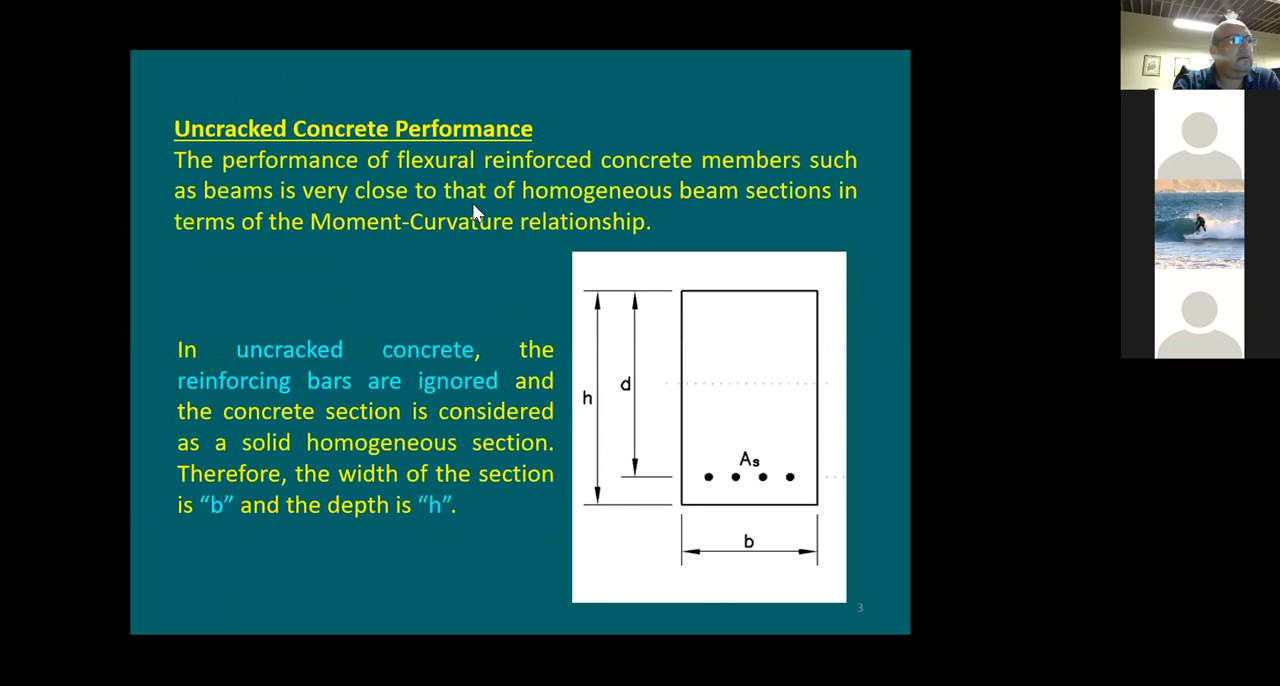 Uncracked Concrete Performance
The performance of flexural reinforced concrete members such
as beams is very close to that of homogeneous beam sections in
terms of the Moment-Curvature relationship.
In uncracked concrete, the
reinforcing bars are ignored and
the concrete section is considered
as a solid homogeneous section.
Therefore, the width of the section
is “b” and the depth is “h”.
h
d
As
b
3